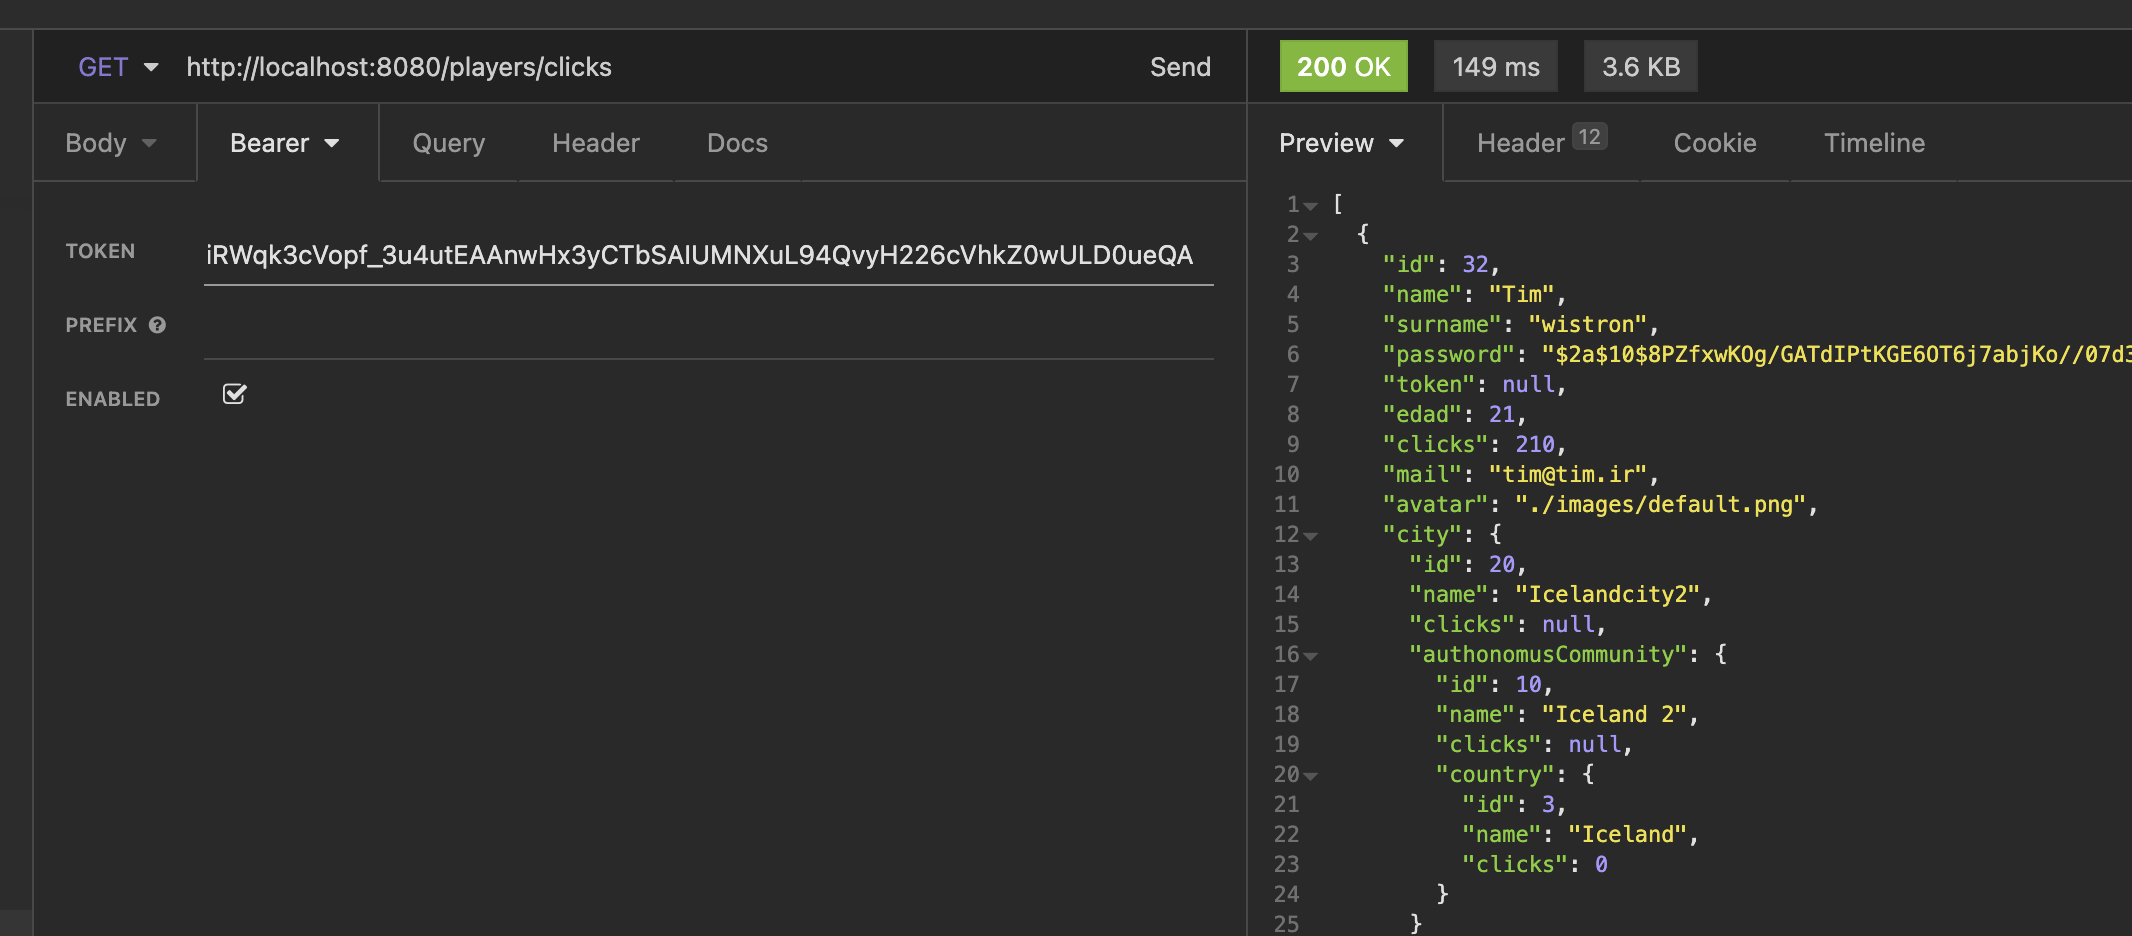 GET http://localhost:8080/players/clicks Send
200 OK 149 ms 3.6 KB
Body Bearer Query Header Docs
Preview Header 12 Cookie Timeline
TOKEN iRWqk3cVopf_3u4utEAAnwHx3yCTbSAIUMNXuL94QvyH226cVhkZ0wULD0ueQA
PREFIX ?
ENABLED
1 [
2 {
3 "id": 32,
4 "name": "Tim",
5 "surname": "wistron",
6 "password": "$2a$10$8PZfxwKOg/GATdIPtKGE6OT6j7abjKo//07d3
7 "token": null,
8 "edad": 21,
9 "clicks": 210,
10 "mail": "tim@tim.ir",
11 "avatar": "./images/default.png",
12 "city": {
13 "id": 20,
14 "name": "Icelandcity2",
15 "clicks": null,
16 "authonomusCommunity": {
17 "id": 10,
18 "name": "Iceland 2",
19 "clicks": null,
20 "country": {
21 "id": 3,
22 "name": "Iceland",
23 "clicks": 0
24 }
25 }